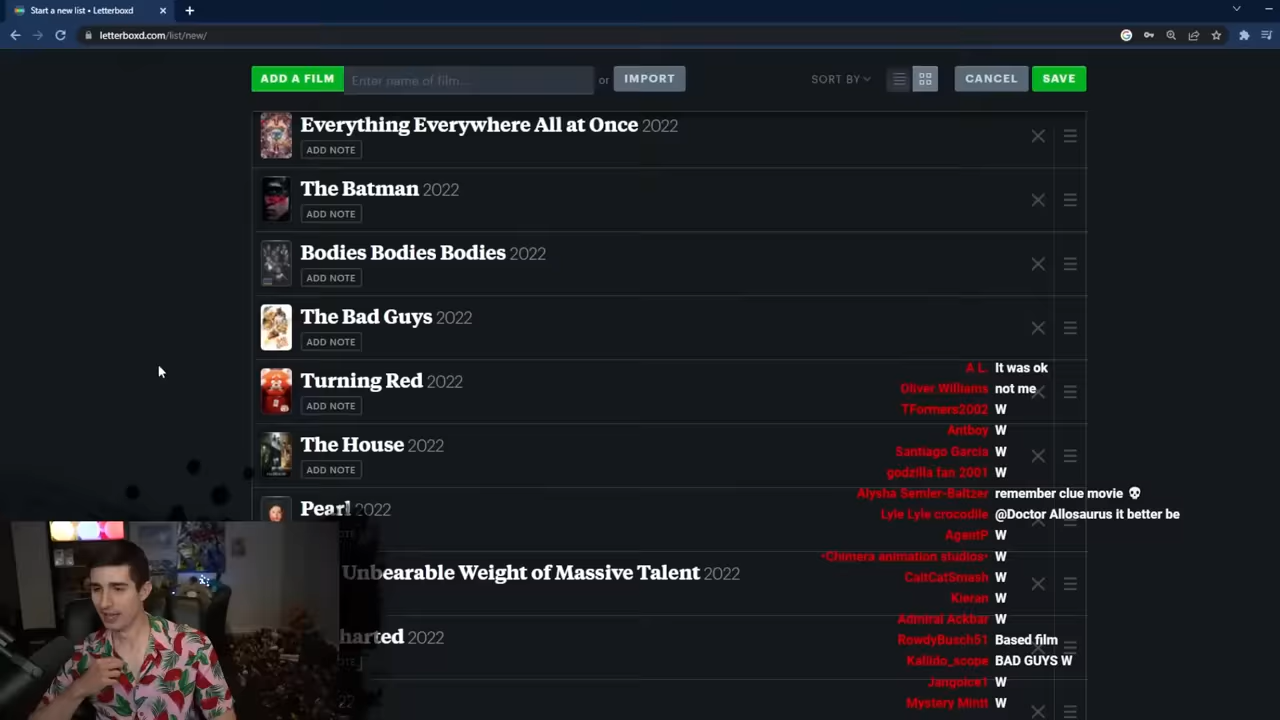 Start a new list • Letterboxd
letterboxd.com/list/new/
ADD A FILM
Enter name of film...
or
IMPORT
SORT BY
CANCEL
SAVE
Everything Everywhere All at Once 2022
ADD NOTE
The Batman 2022
ADD NOTE
Bodies Bodies Bodies 2022
ADD NOTE
The Bad Guys 2022
ADD NOTE
Turning Red 2022
ADD NOTE
The House 2022
ADD NOTE
Pearl 2022
Unbearable Weight of Massive Talent 2022
harted 2022
A L. It was ok
Oliver Williams not me
TFormers2002 W
Antboy W
Santiago Garcia W
godzilla fan 2001 W
Alysha Semler-Baltzer remember clue movie 💀
Lyle Lyle crocodile @Doctor Allosaurus it better be
AgentP W
•Chimera animation studios• W
CaitCatSmash W
Kieran W
Admiral Ackbar W
RowdyBusch51 Based film
Kallido_scope BAD GUYS W
Jangoice1 W
Mystery Mintt W